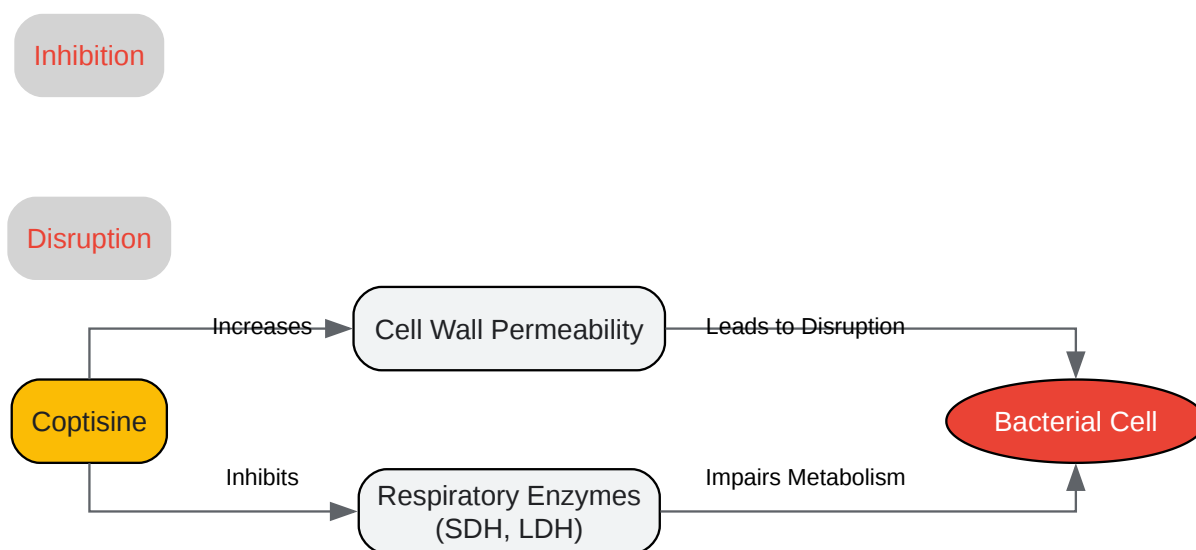 Inhibition
Disruption
Increases
Cell Wall Permeability
Leads to Disruption
Coptisine
Bacterial Cell
Inhibits
Respiratory Enzymes
(SDH, LDH)
Impairs Metabolism